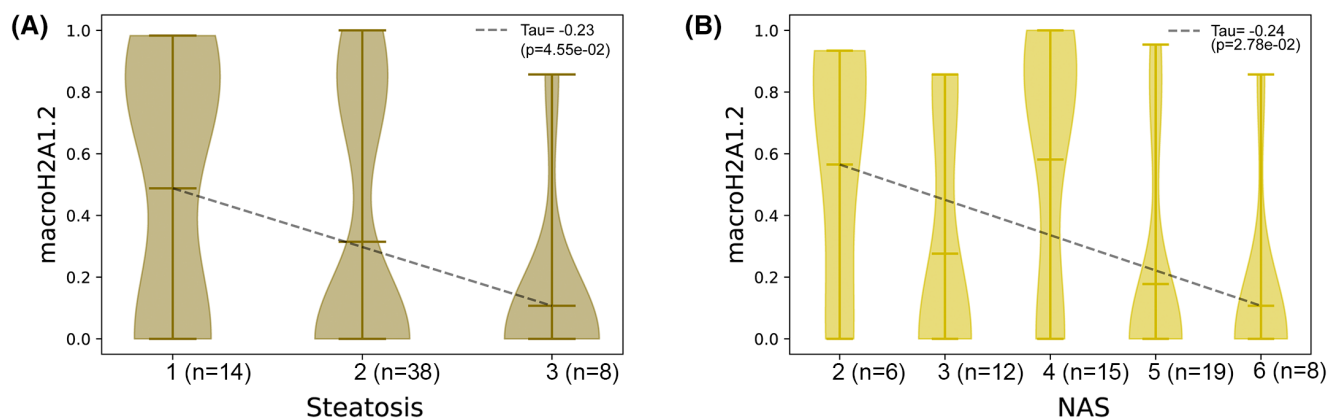 (A)
Tau= -0.23
(p=4.55e-02)
macroH2A1.2
1.0
0.8
0.6
0.4
0.2
0.0
1 (n=14) 2 (n=38) 3 (n=8)
Steatosis
(B)
Tau= -0.24
(p=2.78e-02)
macroH2A1.2
1.0
0.8
0.6
0.4
0.2
0.0
2 (n=6) 3 (n=12) 4 (n=15) 5 (n=19) 6 (n=8)
NAS